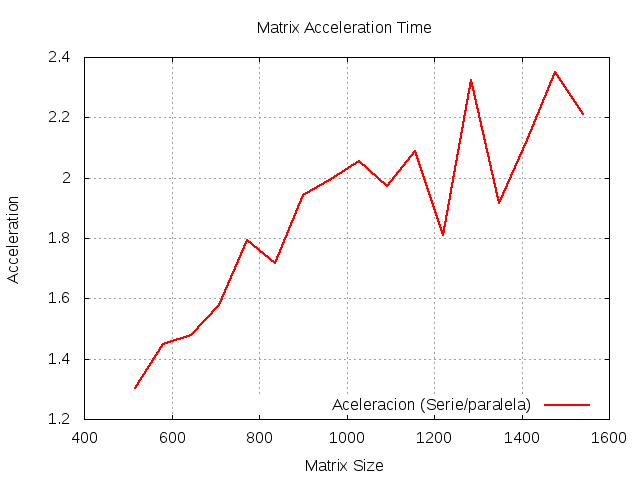 Matrix Acceleration Time
2.4
2.2
2
1.8
1.6
1.4
1.2
Acceleration
Aceleracion (Serie/paralela)
400 600 800 1000 1200 1400 1600
Matrix Size